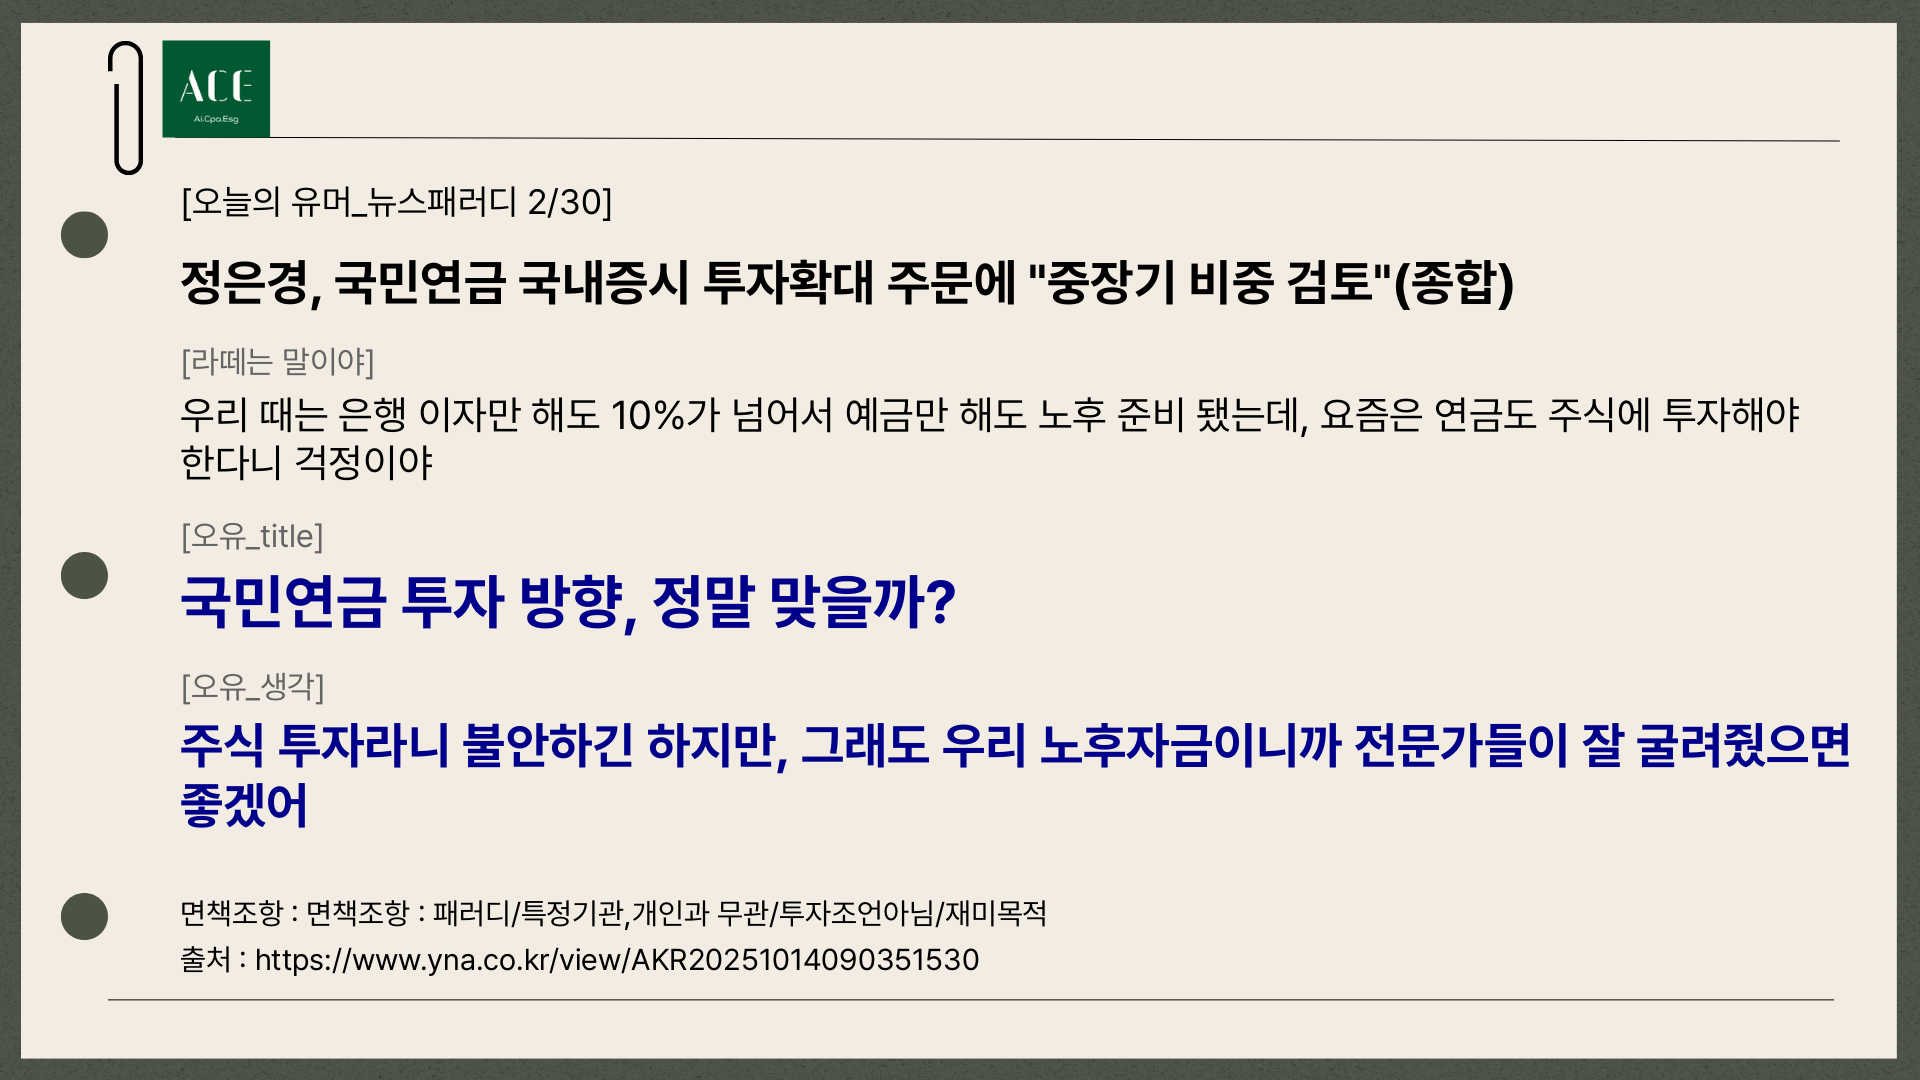 ACE
Ai.Cpa.Esg
[오늘의 유머_뉴스패러디 2/30]
정은경, 국민연금 국내증시 투자확대 주문에 "중장기 비중 검토"(종합)
[라떼는 말이야]
우리 때는 은행 이자만 해도 10%가 넘어서 예금만 해도 노후 준비 됐는데, 요즘은 연금도 주식에 투자해야
한다니 걱정이야
[오유_title]
국민연금 투자 방향, 정말 맞을까?
[오유_생각]
주식 투자라니 불안하긴 하지만, 그래도 우리 노후자금이니까 전문가들이 잘 굴려줬으면
좋겠어
면책조항 : 면책조항 : 패러디/특정기관,개인과 무관/투자조언아님/재미목적
출처 : https://www.yna.co.kr/view/AKR20251014090351530